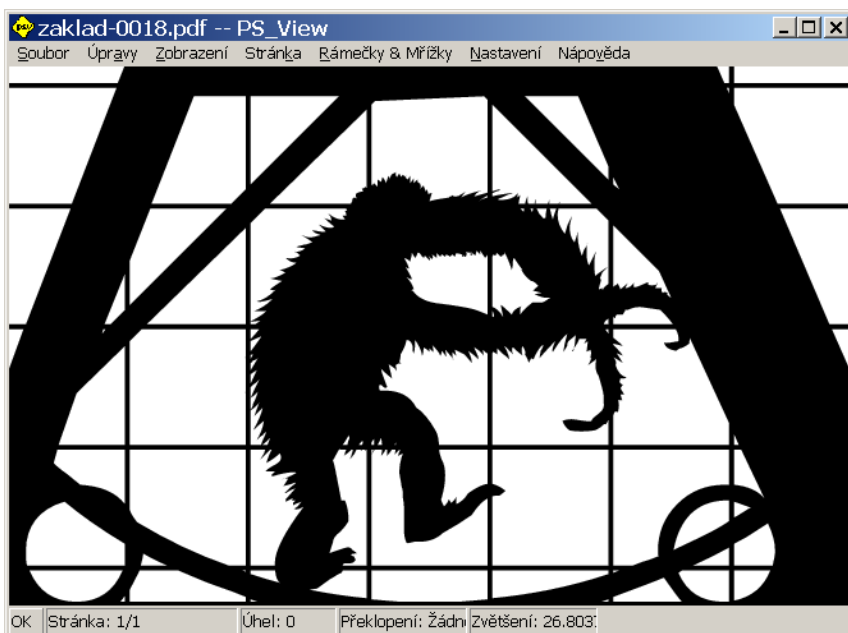 psv zaklad-0018.pdf -- PS_View
Soubor Úpravy Zobrazení Stránka Rámečky & Mřížky Nastavení Nápověda
OK Stránka: 1/1 Úhel: 0 Překlopení: Žádn Zvětšení: 26.803